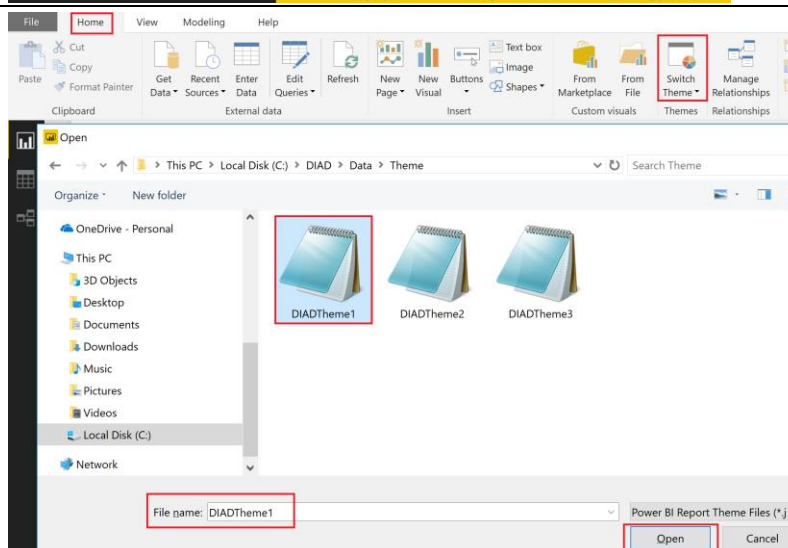 File Home View Modeling Help
Cut
Copy
Format Painter
Paste
Get Data
Recent Sources
Enter Data
Edit Queries
Refresh
New Page
New Visual
Buttons
Text box
Image
Shapes
From Marketplace
From File
Switch Theme
Manage Relationships
Clipboard External data Insert Custom visuals Themes Relationships
Open
This PC > Local Disk (C:) > DIAD > Data > Theme
Search Theme
Organize New folder
OneDrive - Personal
This PC
3D Objects
Desktop
Documents
Downloads
Music
Pictures
Videos
Local Disk (C:)
Network
DIADTheme1 DIADTheme2 DIADTheme3
File name: DIADTheme1
Power BI Report Theme Files (*.j
Open Cancel